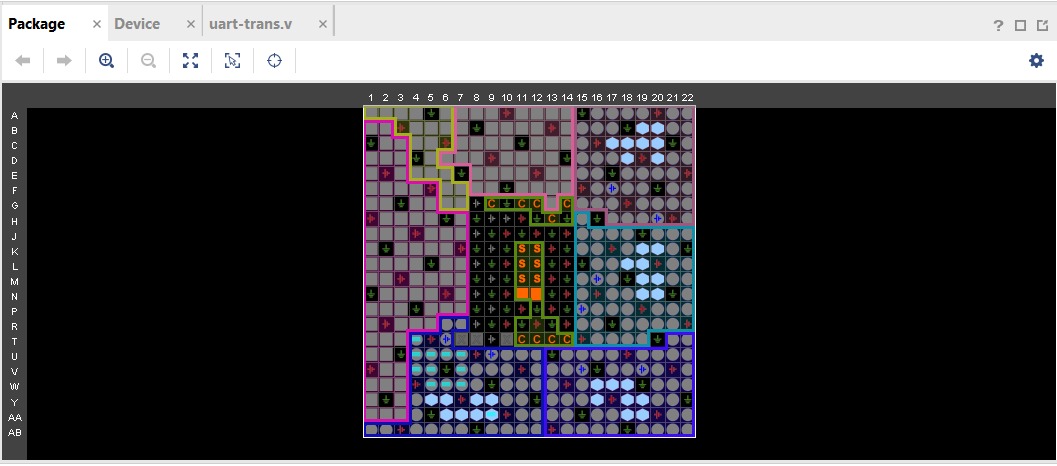 Package × Device × uart-trans.v × ?
1 2 3 4 5 6 7 8 9 10 11 12 13 14 15 16 17 18 19 20 21 22
A
B
C
D
E
F
G C C C C C
H C
J
K S S
L S S
M S S
N
P
R
T C C C C
U
V
W
Y
AA
AB